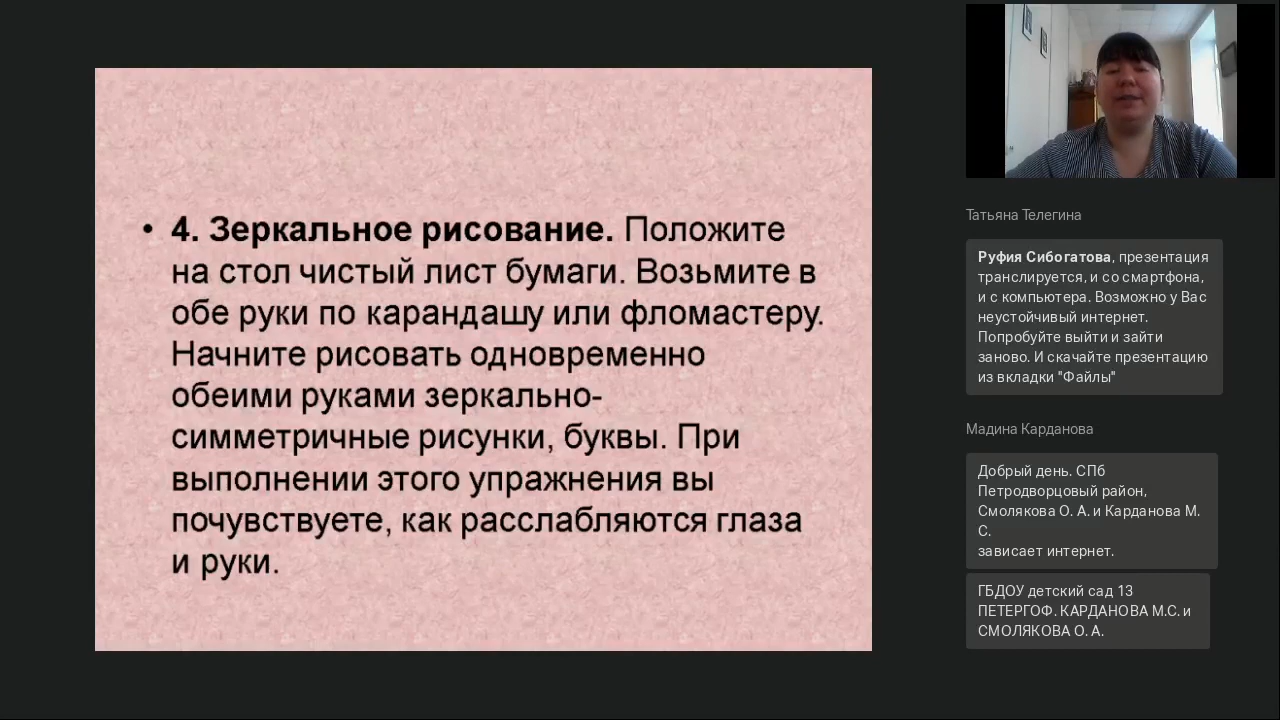 • 4. Зеркальное рисование. Положите
на стол чистый лист бумаги. Возьмите в
обе руки по карандашу или фломастеру.
Начните рисовать одновременно
обеими руками зеркально-
симметричные рисунки, буквы. При
выполнении этого упражнения вы
почувствуете, как расслабляются глаза
и руки.
Татьяна Телегина
Руфия Сибогатова, презентация
транслируется, и со смартфона,
и с компьютера. Возможно у Вас
неустойчивый интернет.
Попробуйте выйти и зайти
заново. И скачайте презентацию
из вкладки "Файлы"
Мадина Карданова
Добрый день. СПб
Петродворцовый район,
Смолякова О. А. и Карданова М.
С.
зависает интернет.
ГБДОУ детский сад 13
ПЕТЕРГОФ. КАРДАНОВА М.С. и
СМОЛЯКОВА О. А.